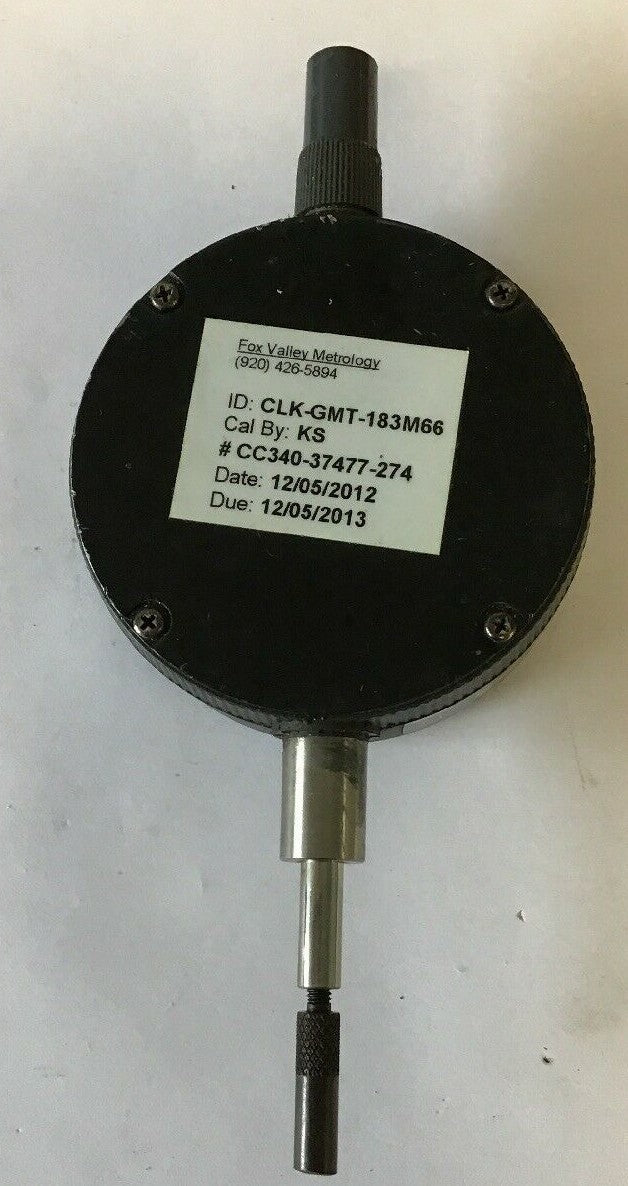 Fox Valley Metrology
(920) 426-5894
ID: CLK-GMT-183M66
Cal By: KS
# CC340-37477-274
Date: 12/05/2012
Due: 12/05/2013